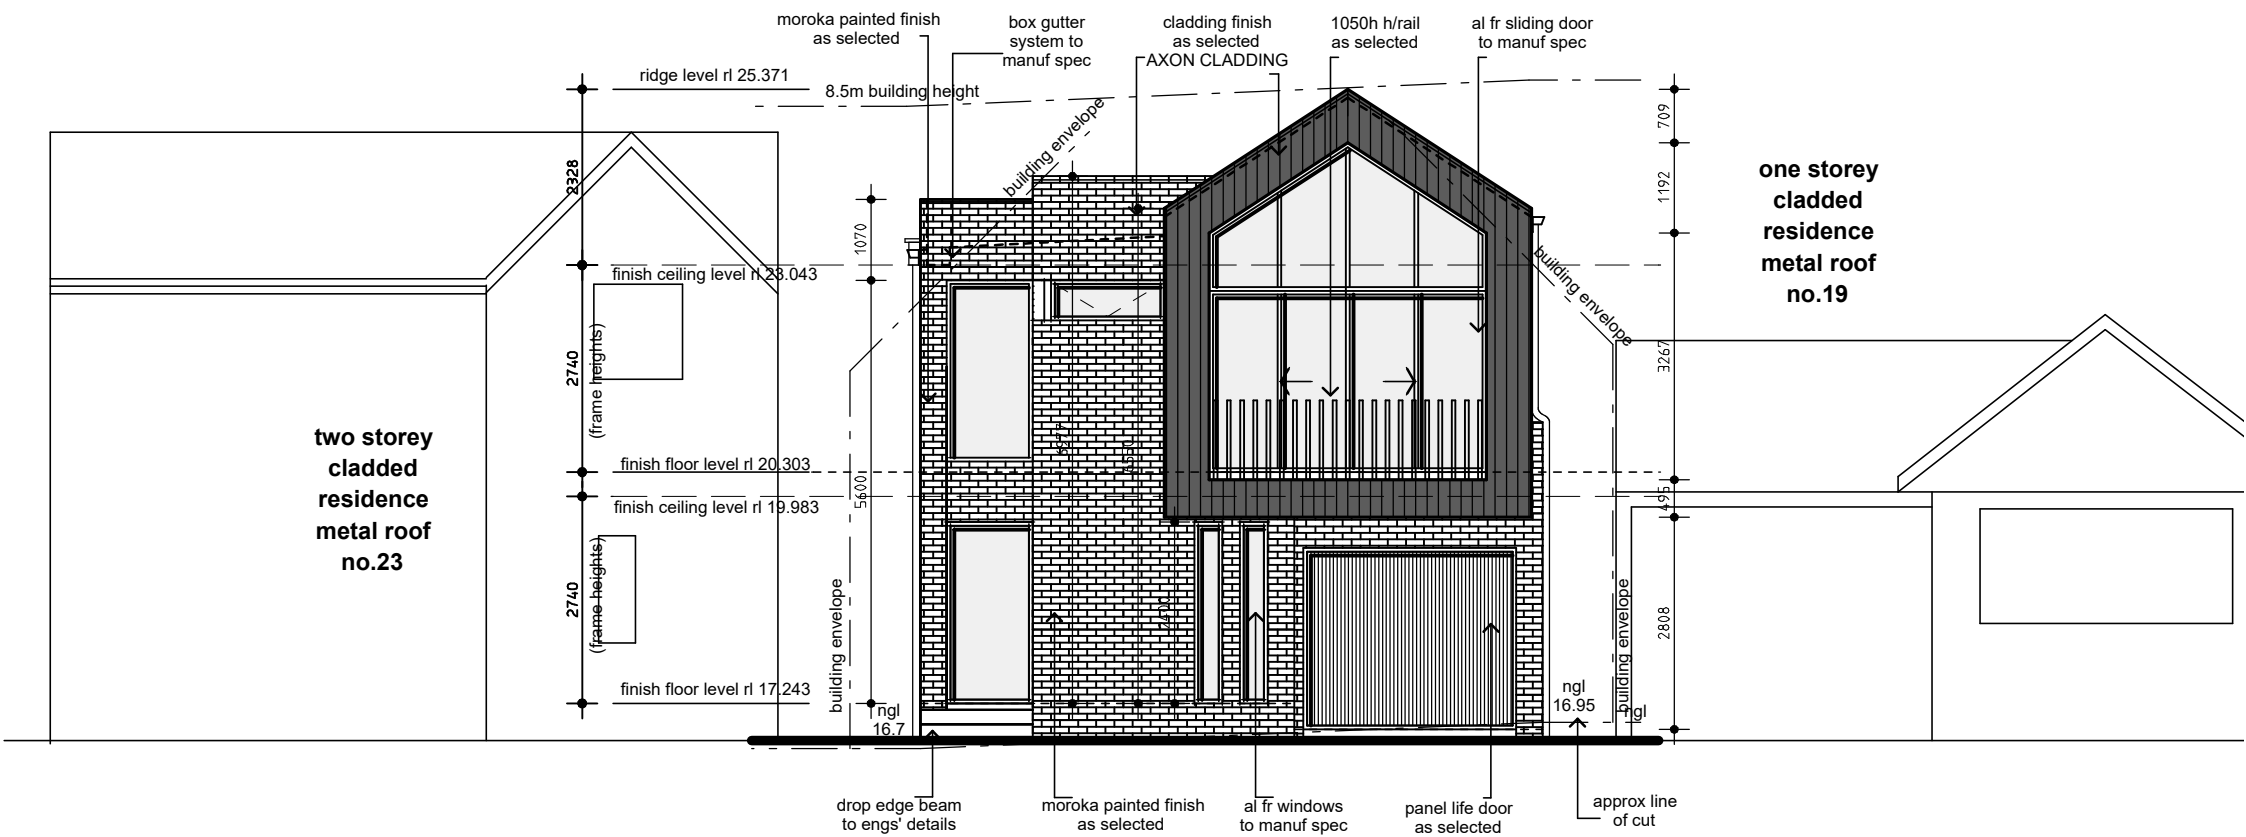 moroka painted finish
as selected
box gutter
system to
manuf spec
cladding finish
as selected
AXON CLADDING
1050h h/rail
as selected
al fr sliding door
to manuf spec
ridge level rl 25.371
8.5m building height
building envelope
709
1192
3267
495
2808
one storey
cladded
residence
metal roof
no.19
2328
finish ceiling level rl 23.043
1070
building envelope
2740
(frame heights)
two storey
cladded
residence
metal roof
no.23
finish floor level rl 20.303
finish ceiling level rl 19.983
5600
2400
2740
(frame heights)
building envelope
building envelope
finish floor level rl 17.243
ngl
16.7
ngl
16.95
ngl
drop edge beam
to engs' details
moroka painted finish
as selected
al fr windows
to manuf spec
panel life door
as selected
approx line
of cut